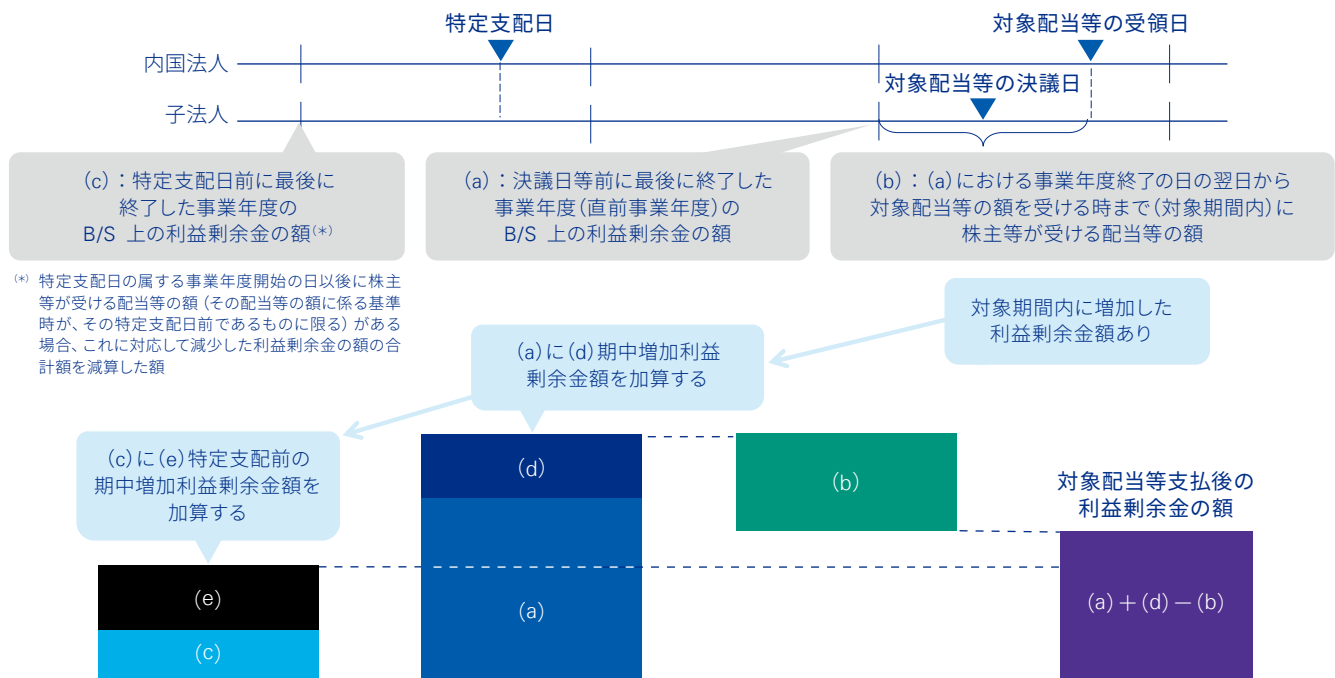 特定支配日
対象配当等の受領日
内国法人
対象配当等の決議日
子法人
(c)：特定支配日前に最後に
終了した事業年度の
B/S 上の利益剰余金の額(*)
(a)：決議日等前に最後に終了した
事業年度(直前事業年度)の
B/S 上の利益剰余金の額
(b)：(a)における事業年度終了の日の翌日から
対象配当等の額を受ける時まで(対象期間内)に
株主等が受ける配当等の額
(*) 特定支配日の属する事業年度開始の日以後に株主
等が受ける配当等の額(その配当等の額に係る基準
時が、その特定支配日前であるものに限る)がある
場合、これに対応して減少した利益剰余金の額の合
計額を減算した額
対象期間内に増加した
利益剰余金額あり
(a)に(d)期中増加利益
剰余金額を加算する
(c)に(e)特定支配前の
期中増加利益剰余金額を
加算する
(d)
(b)
対象配当等支払後の
利益剰余金の額
(e)
(a)
(a)＋(d)－(b)
(c)